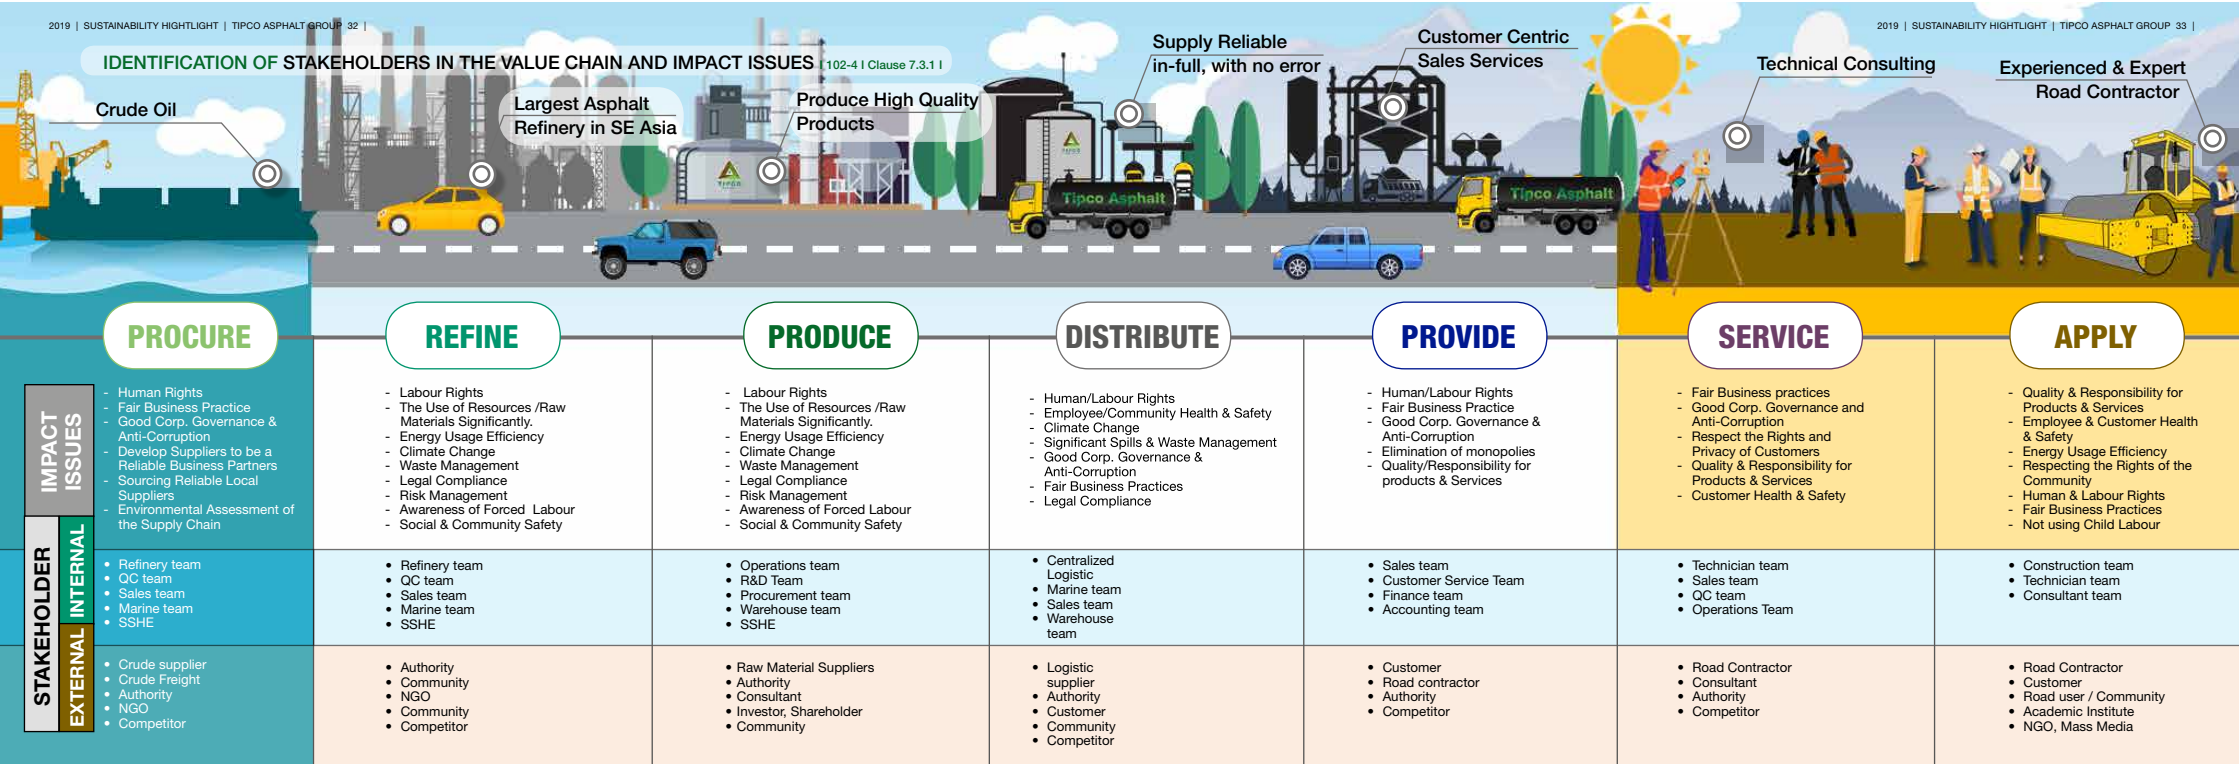 2019 | SUSTAINABILITY HIGHTLIGHT | TIPCO ASPHALT GROUP 32 |
2019 | SUSTAINABILITY HIGHTLIGHT | TIPCO ASPHALT GROUP 33 |
IDENTIFICATION OF STAKEHOLDERS IN THE VALUE CHAIN AND IMPACT ISSUES I 102-4 I Clause 7.3.1 I
Crude Oil
Largest Asphalt
Refinery in SE Asia
Produce High Quality
Products
Supply Reliable
in-full, with no error
Customer Centric
Sales Services
Technical Consulting
Experienced & Expert
Road Contractor
TIPCO
TIPCO
Tipco Asphalt
Tipco Asphalt
PROCURE
REFINE
PRODUCE
DISTRIBUTE
PROVIDE
SERVICE
APPLY
IMPACT
ISSUES
- Human Rights
- Fair Business Practice
- Good Corp. Governance &
Anti-Corruption
- Develop Suppliers to be a
Reliable Business Partners
- Sourcing Reliable Local
Suppliers
- Environmental Assessment of
the Supply Chain
- Labour Rights
- The Use of Resources /Raw
Materials Significantly.
- Energy Usage Efficiency
- Climate Change
- Waste Management
- Legal Compliance
- Risk Management
- Awareness of Forced Labour
- Social & Community Safety
- Labour Rights
- The Use of Resources /Raw
Materials Significantly.
- Energy Usage Efficiency
- Climate Change
- Waste Management
- Legal Compliance
- Risk Management
- Awareness of Forced Labour
- Social & Community Safety
- Human/Labour Rights
- Employee/Community Health & Safety
- Climate Change
- Significant Spills & Waste Management
- Good Corp. Governance &
Anti-Corruption
- Fair Business Practices
- Legal Compliance
- Human/Labour Rights
- Fair Business Practice
- Good Corp. Governance &
Anti-Corruption
- Elimination of monopolies
- Quality/Responsibility for
products & Services
- Fair Business practices
- Good Corp. Governance and
Anti-Corruption
- Respect the Rights and
Privacy of Customers
- Quality & Responsibility for
Products & Services
- Customer Health & Safety
- Quality & Responsibility for
Products & Services
- Employee & Customer Health
& Safety
- Energy Usage Efficiency
- Respecting the Rights of the
Community
- Human & Labour Rights
- Fair Business Practices
- Not using Child Labour
STAKEHOLDER
INTERNAL
• Refinery team
• QC team
• Sales team
• Marine team
• SSHE
• Refinery team
• QC team
• Sales team
• Marine team
• SSHE
• Operations team
• R&D Team
• Procurement team
• Warehouse team
• SSHE
• Centralized
Logistic
• Marine team
• Sales team
• Warehouse
team
• Sales team
• Customer Service Team
• Finance team
• Accounting team
• Technician team
• Sales team
• QC team
• Operations Team
• Construction team
• Technician team
• Consultant team
EXTERNAL
• Crude supplier
• Crude Freight
• Authority
• NGO
• Competitor
• Authority
• Community
• NGO
• Community
• Competitor
• Raw Material Suppliers
• Authority
• Consultant
• Investor, Shareholder
• Community
• Logistic
supplier
• Authority
• Customer
• Community
• Competitor
• Customer
• Road contractor
• Authority
• Competitor
• Road Contractor
• Consultant
• Authority
• Competitor
• Road Contractor
• Customer
• Road user / Community
• Academic Institute
• NGO, Mass Media